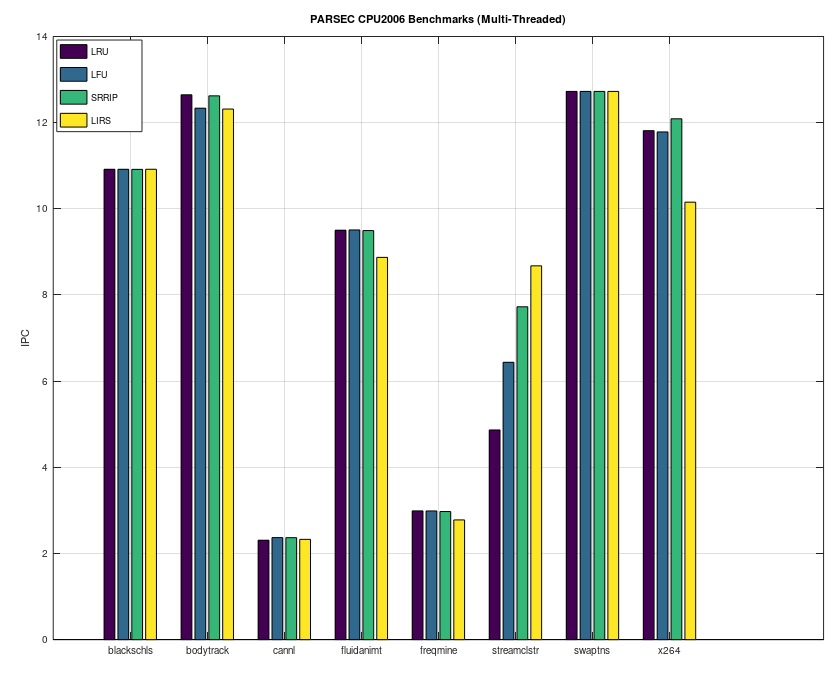 PARSEC CPU2006 Benchmarks (Multi-Threaded)
14
LRU
LFU
SRRIP
LIRS
12
10
8
IPC
6
4
2
0
blackschls bodytrack cannl fluidanimt freqmine streamclstr swaptns x264